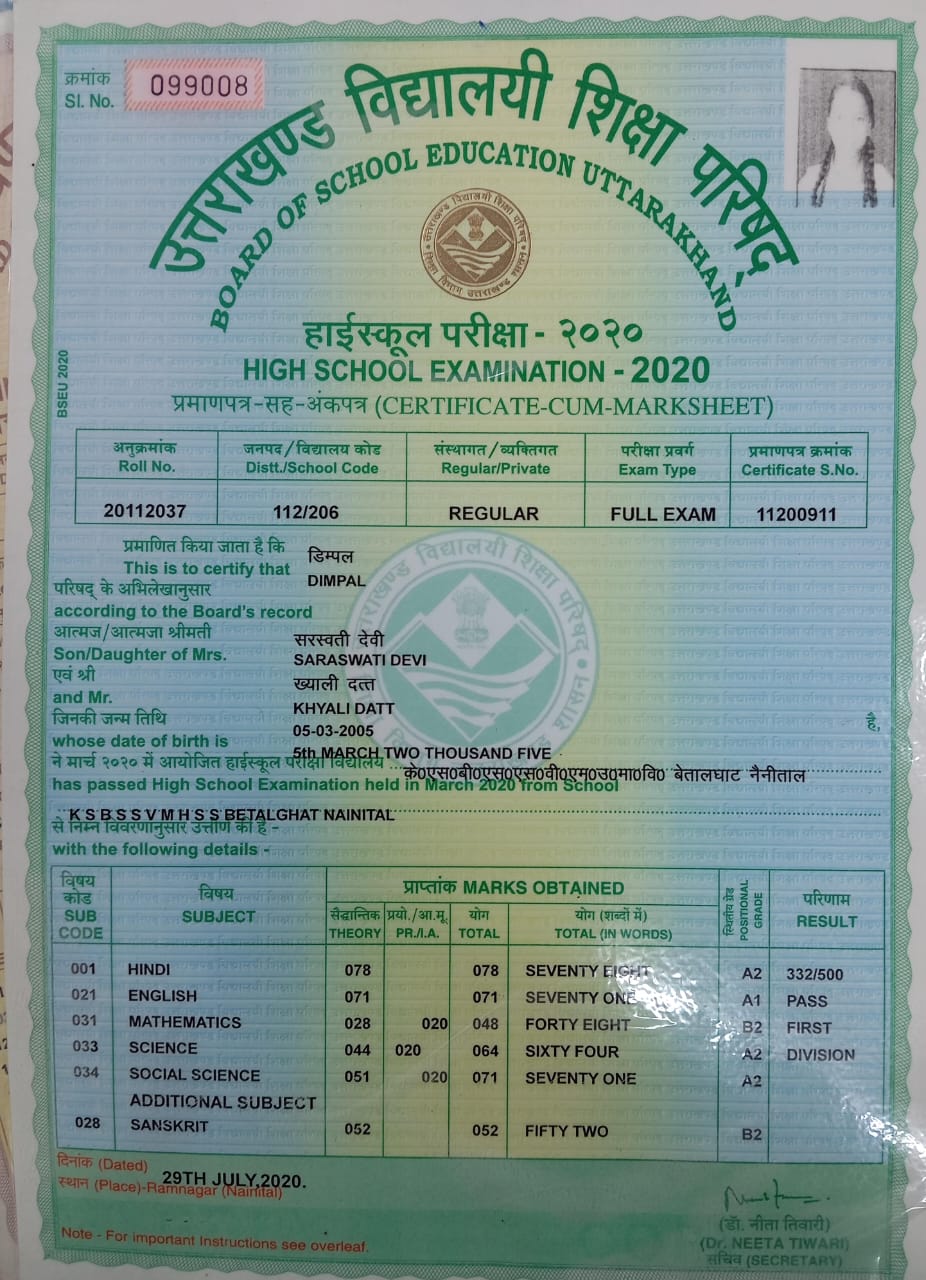 क्रमांक
Sl. No. 099008
उत्तराखण्ड विद्यालयी शिक्षा परिषद्
BOARD OF SCHOOL EDUCATION UTTARAKHAND
हाईस्कूल परीक्षा - २०२०
HIGH SCHOOL EXAMINATION - 2020
BSEU 2020
प्रमाणपत्र-सह-अंकपत्र (CERTIFICATE-CUM-MARKSHEET)
अनुक्रमांक जनपद/विद्यालय कोड संस्थागत/व्यक्तिगत परीक्षा प्रवर्ग प्रमाणपत्र क्रमांक
Roll No. Distt./School Code Regular/Private Exam Type Certificate S.No.
20112037 112/206 REGULAR FULL EXAM 11200911
प्रमाणित किया जाता है कि डिम्पल
This is to certify that DIMPAL
परिषद् के अभिलेखानुसार
according to the Board's record
आत्मज/आत्मजा श्रीमती सरस्वती देवी
Son/Daughter of Mrs. SARASWATI DEVI
एवं श्री ख्याली दत्त
and Mr. KHYALI DATT
जिनकी जन्म तिथि 05-03-2005 है,
whose date of birth is 5th MARCH TWO THOUSAND FIVE
ने मार्च २०२० में आयोजित हाईस्कूल परीक्षा विद्यालय के०एस०बी०एस०एस०वी०एम०उ०मा०वि० बेतालघाट नैनीताल
has passed High School Examination held in March 2020 from School
K S B S S V M H S S BETALGHAT NAINITAL
से निम्न विवरणानुसार उत्तीर्ण की है -
with the following details -
विषय कोड विषय प्राप्तांक MARKS OBTAINED स्थितीय ग्रेड परिणाम
SUB CODE SUBJECT POSITIONAL GRADE RESULT
सैद्धान्तिक प्रयो./आ.मू. योग योग (शब्दों में)
THEORY PR./I.A. TOTAL TOTAL (IN WORDS)
001 HINDI 078 078 SEVENTY EIGHT A2 332/500
021 ENGLISH 071 071 SEVENTY ONE A1 PASS
031 MATHEMATICS 028 020 048 FORTY EIGHT B2 FIRST
033 SCIENCE 044 020 064 SIXTY FOUR A2 DIVISION
034 SOCIAL SCIENCE 051 020 071 SEVENTY ONE A2
ADDITIONAL SUBJECT
028 SANSKRIT 052 052 FIFTY TWO B2
दिनांक (Dated) 29TH JULY,2020.
स्थान (Place)-Ramnagar (Nainital)
(डॉ. नीता तिवारी)
(Dr. NEETA TIWARI)
सचिव (SECRETARY)
Note - For important Instructions see overleaf.